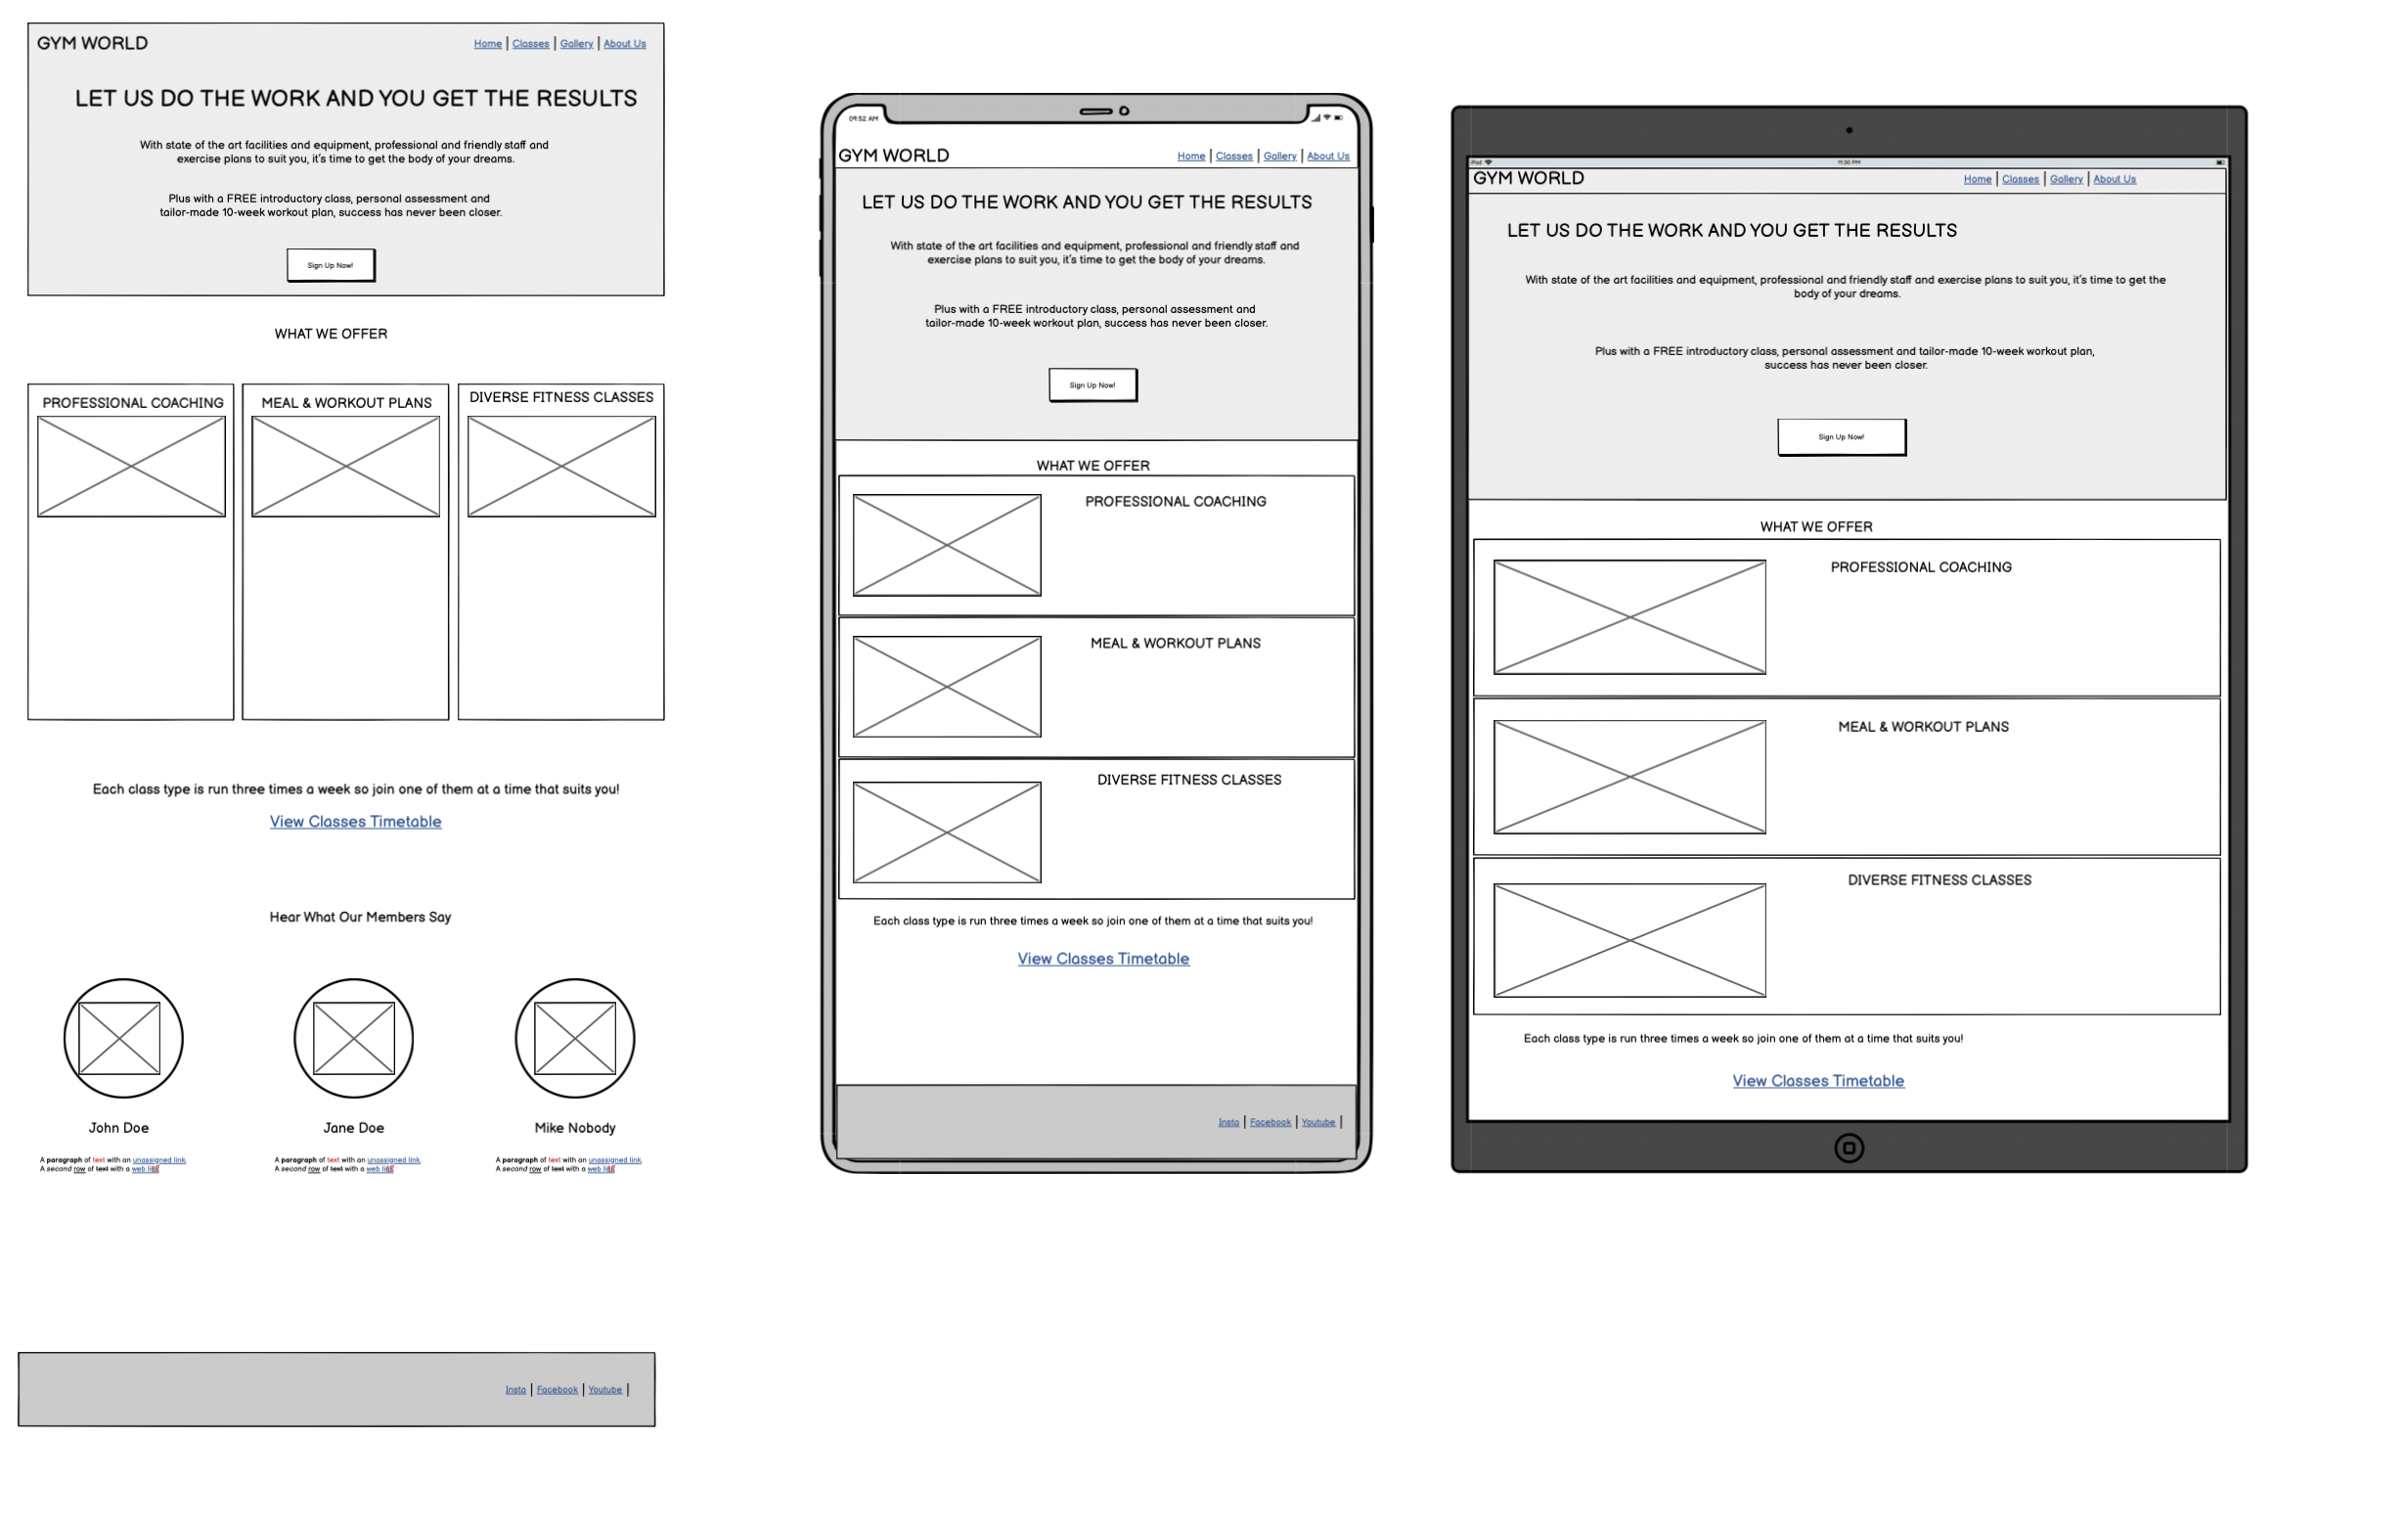 GYM WORLD
Home | Classes | Gallery | About Us
LET US DO THE WORK AND YOU GET THE RESULTS
With state of the art facilities and equipment, professional and friendly staff and
exercise plans to suit you, it's time to get the body of your dreams.
Plus with a FREE introductory class, personal assessment and
tailor-made 10-week workout plan, success has never been closer.
Sign Up Now!
WHAT WE OFFER
PROFESSIONAL COACHING
MEAL & WORKOUT PLANS
DIVERSE FITNESS CLASSES
Each class type is run three times a week so join one of them at a time that suits you!
View Classes Timetable
Hear What Our Members Say
John Doe
Jane Doe
Mike Nobody
A paragraph of text with an unassigned link.
A second row of text with a web link
A paragraph of text with an unassigned link.
A second row of text with a web link
A paragraph of text with an unassigned link.
A second row of text with a web link
Insta | Facebook | Youtube |
09:52 AM
GYM WORLD
Home | Classes | Gallery | About Us
LET US DO THE WORK AND YOU GET THE RESULTS
With state of the art facilities and equipment, professional and friendly staff and
exercise plans to suit you, it's time to get the body of your dreams.
Plus with a FREE introductory class, personal assessment and
tailor-made 10-week workout plan, success has never been closer.
Sign Up Now!
WHAT WE OFFER
PROFESSIONAL COACHING
MEAL & WORKOUT PLANS
DIVERSE FITNESS CLASSES
Each class type is run three times a week so join one of them at a time that suits you!
View Classes Timetable
Insta | Facebook | Youtube |
iPad
11:30 PM
GYM WORLD
Home | Classes | Gallery | About Us
LET US DO THE WORK AND YOU GET THE RESULTS
With state of the art facilities and equipment, professional and friendly staff and exercise plans to suit you, it's time to get the
body of your dreams.
Plus with a FREE introductory class, personal assessment and tailor-made 10-week workout plan,
success has never been closer.
Sign Up Now!
WHAT WE OFFER
PROFESSIONAL COACHING
MEAL & WORKOUT PLANS
DIVERSE FITNESS CLASSES
Each class type is run three times a week so join one of them at a time that suits you!
View Classes Timetable